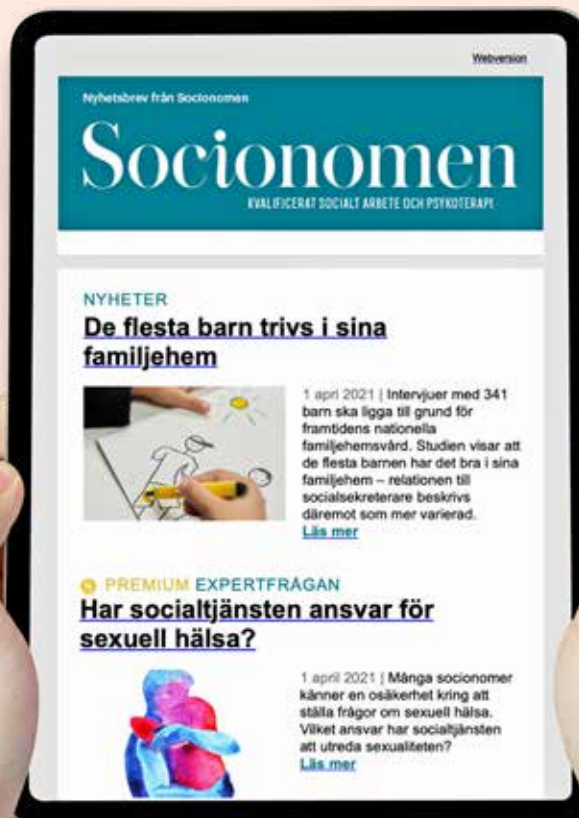 Webversion
Nyhetsbrev från Socionomen
Socionomen
KVALIFICERAT SOCIALT ARBETE OCH PSYKOTERAPI
NYHETER
De flesta barn trivs i sina
familjehem
1 april 2021 | Intervjuer med 341
barn ska ligga till grund för
framtidens nationella
familjehemsvård. Studien visar att
de flesta barnen har det bra i sina
familjehem – relationen till
socialsekreterare beskrivs
däremot som mer varierad.
Läs mer
PREMIUM EXPERTFRÅGAN
Har socialtjänsten ansvar för
sexuell hälsa?
1 april 2021 | Många socionomer
känner en osäkerhet kring att
ställa frågor om sexuell hälsa.
Vilket ansvar har socialtjänsten
att utreda sexualiteten?
Läs mer